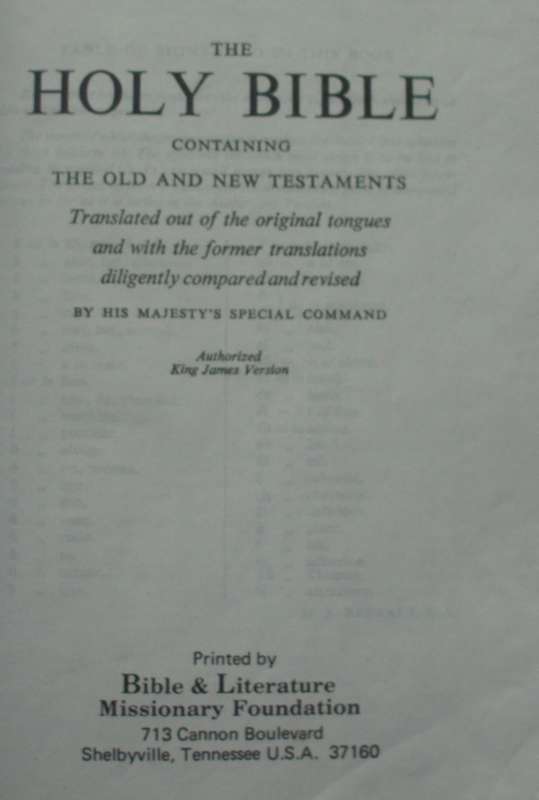 THE
HOLY BIBLE
CONTAINING
THE OLD AND NEW TESTAMENTS
Translated out of the original tongues
and with the former translations
diligently compared and revised
BY HIS MAJESTY'S SPECIAL COMMAND
Authorized
King James Version
Printed by
Bible & Literature
Missionary Foundation
713 Cannon Boulevard
Shelbyville, Tennessee U.S.A. 37160